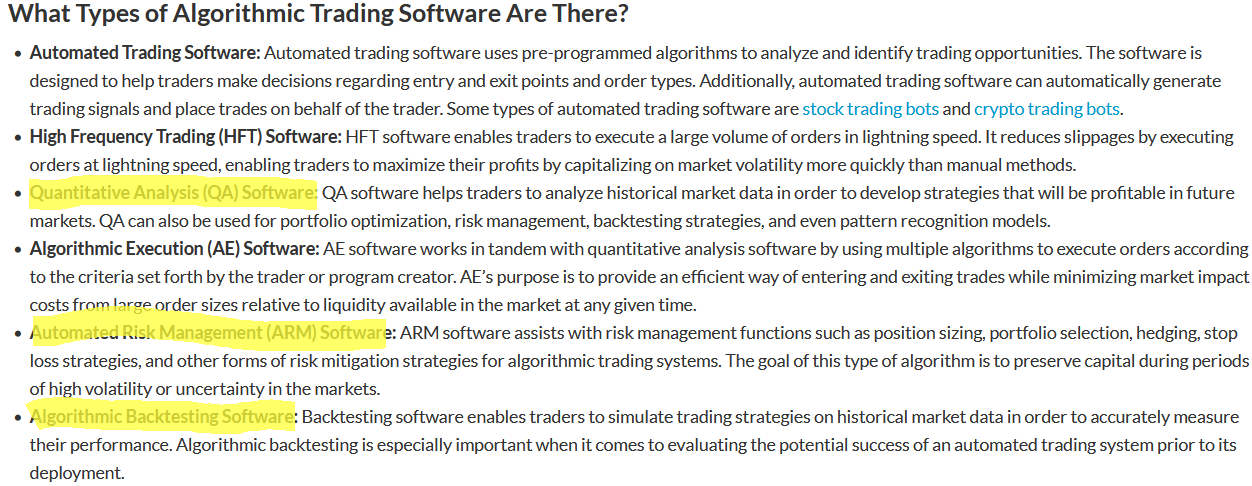 What Types of Algorithmic Trading Software Are There?
• Automated Trading Software: Automated trading software uses pre-programmed algorithms to analyze and identify trading opportunities. The software is
designed to help traders make decisions regarding entry and exit points and order types. Additionally, automated trading software can automatically generate
trading signals and place trades on behalf of the trader. Some types of automated trading software are stock trading bots and crypto trading bots.
• High Frequency Trading (HFT) Software: HFT software enables traders to execute a large volume of orders in lightning speed. It reduces slippages by executing
orders at lightning speed, enabling traders to maximize their profits by capitalizing on market volatility more quickly than manual methods.
• Quantitative Analysis (QA) Software: QA software helps traders to analyze historical market data in order to develop strategies that will be profitable in future
markets. QA can also be used for portfolio optimization, risk management, backtesting strategies, and even pattern recognition models.
• Algorithmic Execution (AE) Software: AE software works in tandem with quantitative analysis software by using multiple algorithms to execute orders according
to the criteria set forth by the trader or program creator. AE’s purpose is to provide an efficient way of entering and exiting trades while minimizing market impact
costs from large order sizes relative to liquidity available in the market at any given time.
• Automated Risk Management (ARM) Software: ARM software assists with risk management functions such as position sizing, portfolio selection, hedging, stop
loss strategies, and other forms of risk mitigation strategies for algorithmic trading systems. The goal of this type of algorithm is to preserve capital during periods
of high volatility or uncertainty in the markets.
• Algorithmic Backtesting Software: Backtesting software enables traders to simulate trading strategies on historical market data in order to accurately measure
their performance. Algorithmic backtesting is especially important when it comes to evaluating the potential success of an automated trading system prior to its
deployment.